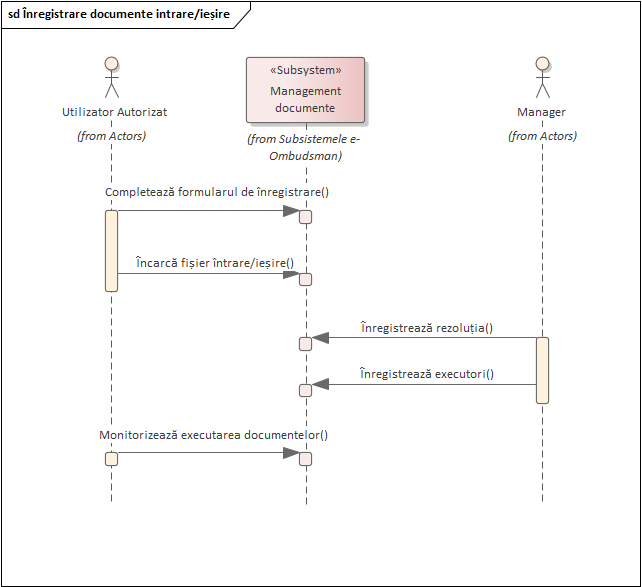 sd Înregistrare documente intrare/ieșire
«Subsystem»
Management
documente
Utilizator Autorizat
Manager
(from Actors)
(from Subsistemele e-
Ombudsman)
(from Actors)
Completează formularul de înregistrare()
Încarcă fișier întrare/ieșire()
Înregistrează rezoluția()
Înregistrează executori()
Monitorizează executarea documentelor()